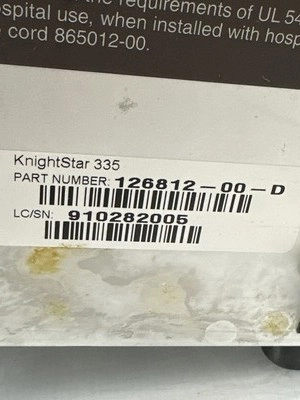 requirements of UL 54
spital use, when installed with hosp
cord 865012-00.
KnightStar 335
PART NUMBER: 126812-00-D
LC/SN: 910282005